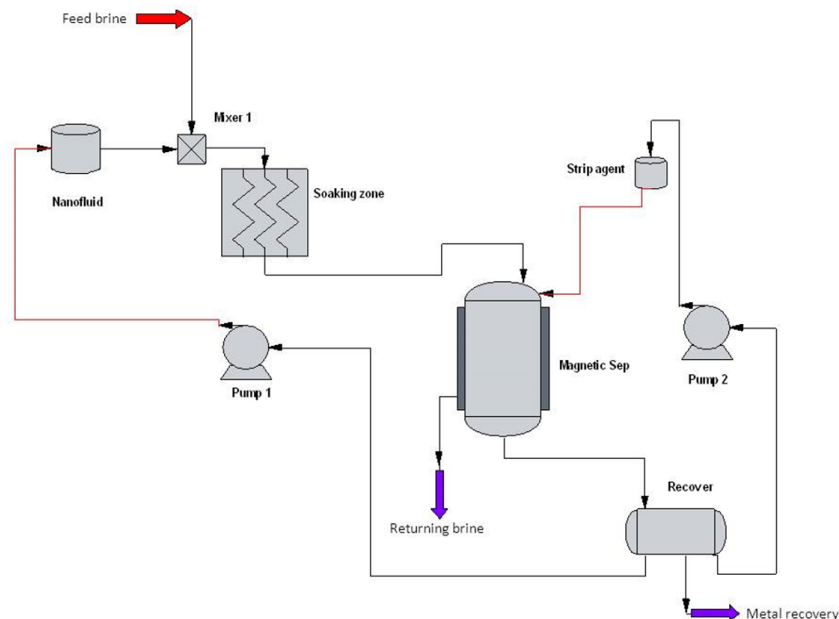 Feed brine
Mixer 1
Strip agent
Soaking zone
Nanofluid
Magnetic Sep
Pump 2
Pump 1
Recover
Returning brine
Metal recovery